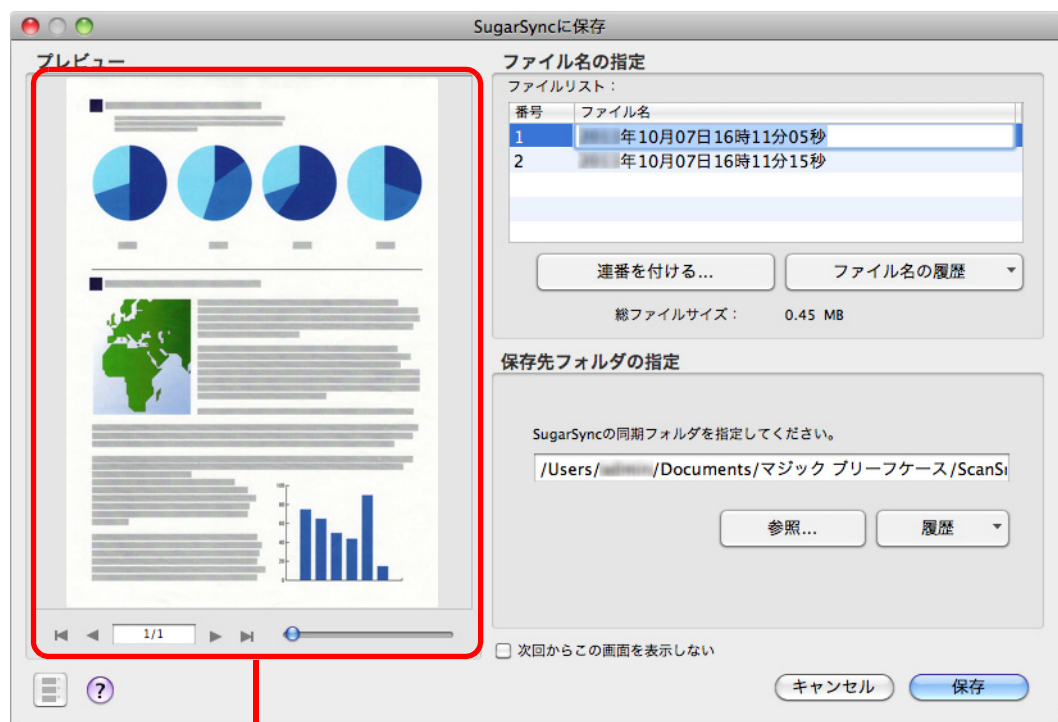 SugarSyncに保存
プレビュー
1/1
ファイル名の指定
ファイルリスト：
番号 ファイル名
1 年10月07日16時11分05秒
2 年10月07日16時11分15秒
連番を付ける...
ファイル名の履歴
総ファイルサイズ： 0.45 MB
保存先フォルダの指定
SugarSyncの同期フォルダを指定してください。
/Users/ /Documents/マジック ブリーフケース/ScanSn
参照...
履歴
次回からこの画面を表示しない
?
キャンセル
保存